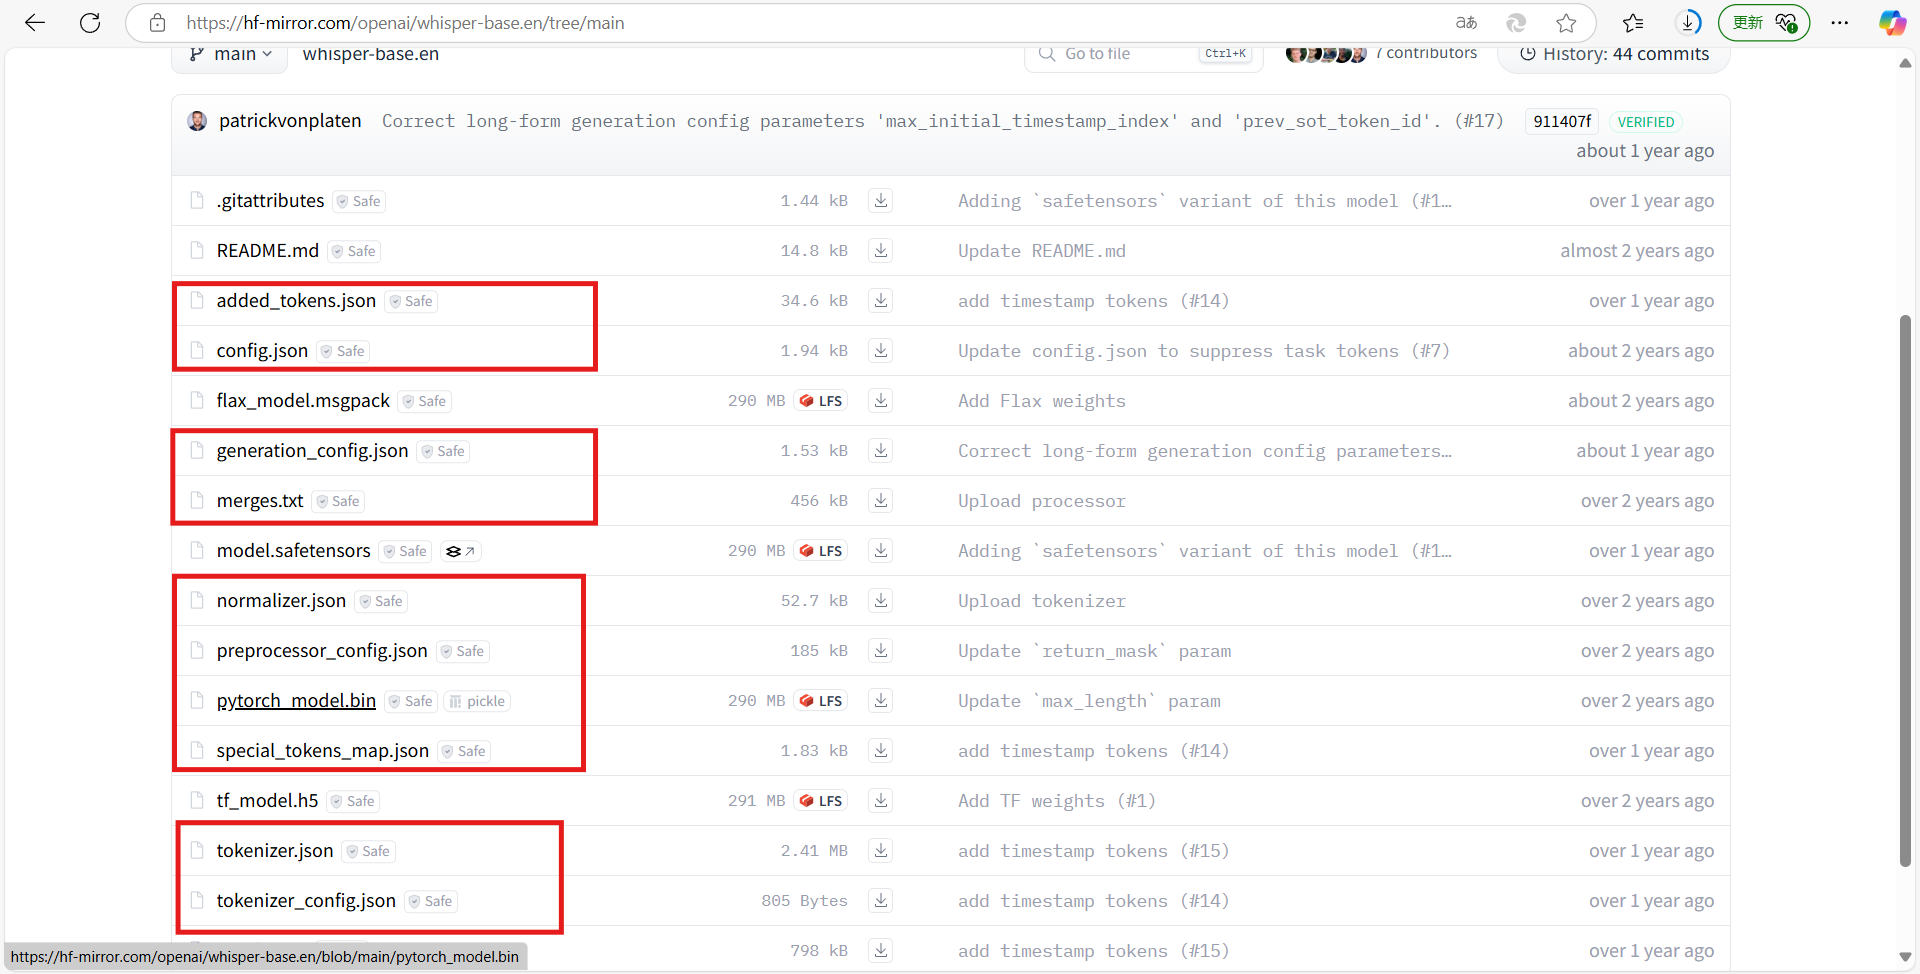 https://hf-mirror.com/openai/whisper-base.en/tree/main
aあ
更新
main
whisper-base.en
Go to file
Ctrl+K
7 contributors
History: 44 commits
patrickvonplaten Correct long-form generation config parameters 'max_initial_timestamp_index' and 'prev_sot_token_id'. (#17) 911407f VERIFIED
about 1 year ago
.gitattributes Safe 1.44 kB Adding `safetensors` variant of this model (#1… over 1 year ago
README.md Safe 14.8 kB Update README.md almost 2 years ago
added_tokens.json Safe 34.6 kB add timestamp tokens (#14) over 1 year ago
config.json Safe 1.94 kB Update config.json to suppress task tokens (#7) about 2 years ago
flax_model.msgpack Safe 290 MB LFS Add Flax weights about 2 years ago
generation_config.json Safe 1.53 kB Correct long-form generation config parameters… about 1 year ago
merges.txt Safe 456 kB Upload processor over 2 years ago
model.safetensors Safe 290 MB LFS Adding `safetensors` variant of this model (#1… over 1 year ago
normalizer.json Safe 52.7 kB Upload tokenizer over 2 years ago
preprocessor_config.json Safe 185 kB Update `return_mask` param over 2 years ago
pytorch_model.bin Safe pickle 290 MB LFS Update `max_length` param over 2 years ago
special_tokens_map.json Safe 1.83 kB add timestamp tokens (#14) over 1 year ago
tf_model.h5 Safe 291 MB LFS Add TF weights (#1) over 2 years ago
tokenizer.json Safe 2.41 MB add timestamp tokens (#15) over 1 year ago
tokenizer_config.json Safe 805 Bytes add timestamp tokens (#14) over 1 year ago
798 kB add timestamp tokens (#15) over 1 year ago
https://hf-mirror.com/openai/whisper-base.en/blob/main/pytorch_model.bin